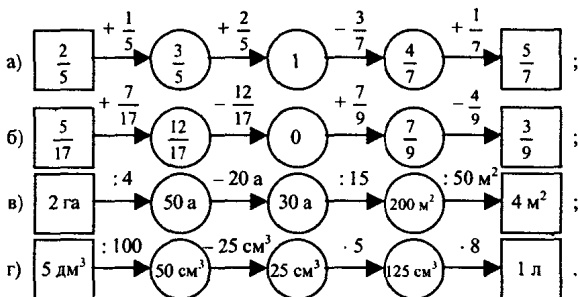 + 1/5 + 2/5 − 3/7 + 1/7
а) 2/5 3/5 1 4/7 5/7 ;
+ 7/17 − 12/17 + 7/9 − 4/9
б) 5/17 12/17 0 7/9 3/9 ;
: 4 − 20 а : 15 : 50 м²
в) 2 га 50 а 30 а 200 м² 4 м² ;
: 100 − 25 см³ · 5 · 8
г) 5 дм³ 50 см³ 25 см³ 125 см³ 1 л .